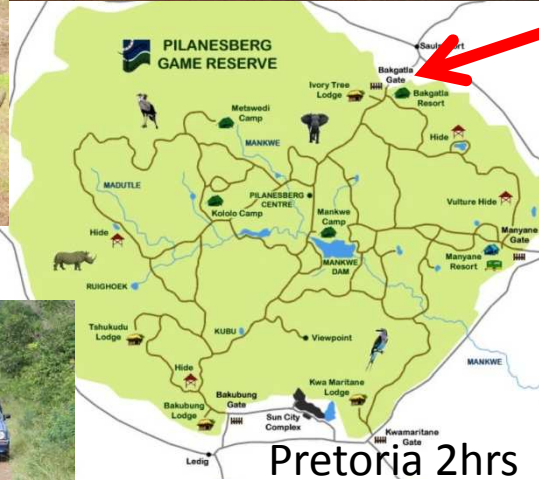 PILANESBERG
GAME RESERVE
Bakgatla
Gate
Ivory Tree
Lodge
Bakgatla
Resort
Metswedi
Camp
Hide
MANKWE
MADUTLE
PILANESBERG
CENTRE
Vulture Hide
Kololo Camp
Mankwe
Camp
Manyane
Gate
Hide
MANKWE
DAM
Manyane
Resort
RUIGHOEK
Tshukudu
Lodge
KUBU
Viewpoint
MANKWE
Hide
Kwa Maritane
Lodge
Bakubung
Gate
Bakubung
Lodge
Sun City
Complex
Kwamaritane
Gate
Ledig
Pretoria 2hrs